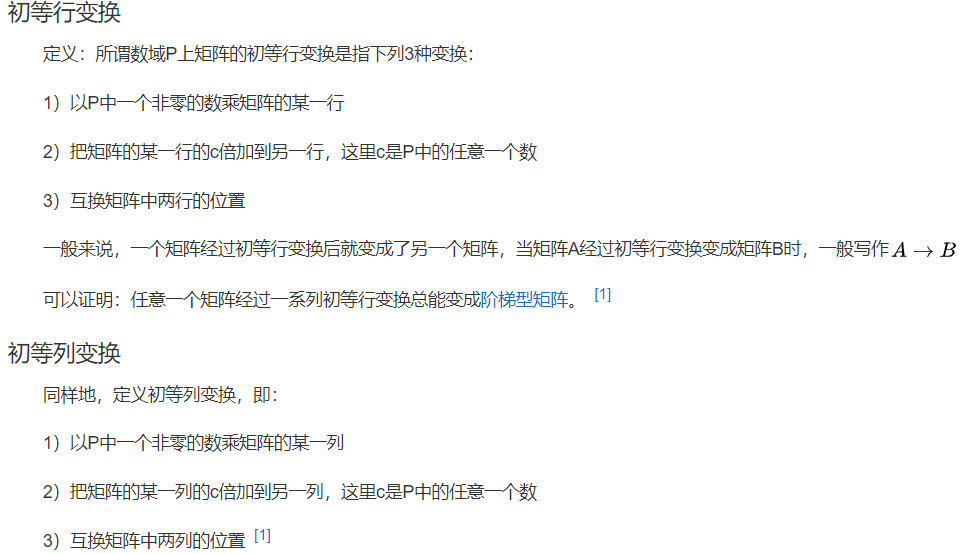 初等行变换
定义：所谓数域P上矩阵的初等行变换是指下列3种变换：
1）以P中一个非零的数乘矩阵的某一行
2）把矩阵的某一行的c倍加到另一行，这里c是P中的任意一个数
3）互换矩阵中两行的位置
一般来说，一个矩阵经过初等行变换后就变成了另一个矩阵，当矩阵A经过初等行变换变成矩阵B时，一般写作 A → B
可以证明：任意一个矩阵经过一系列初等行变换总能变成阶梯型矩阵。 [1]
初等列变换
同样地，定义初等列变换，即：
1）以P中一个非零的数乘矩阵的某一列
2）把矩阵的某一列的c倍加到另一列，这里c是P中的任意一个数
3）互换矩阵中两列的位置 [1]